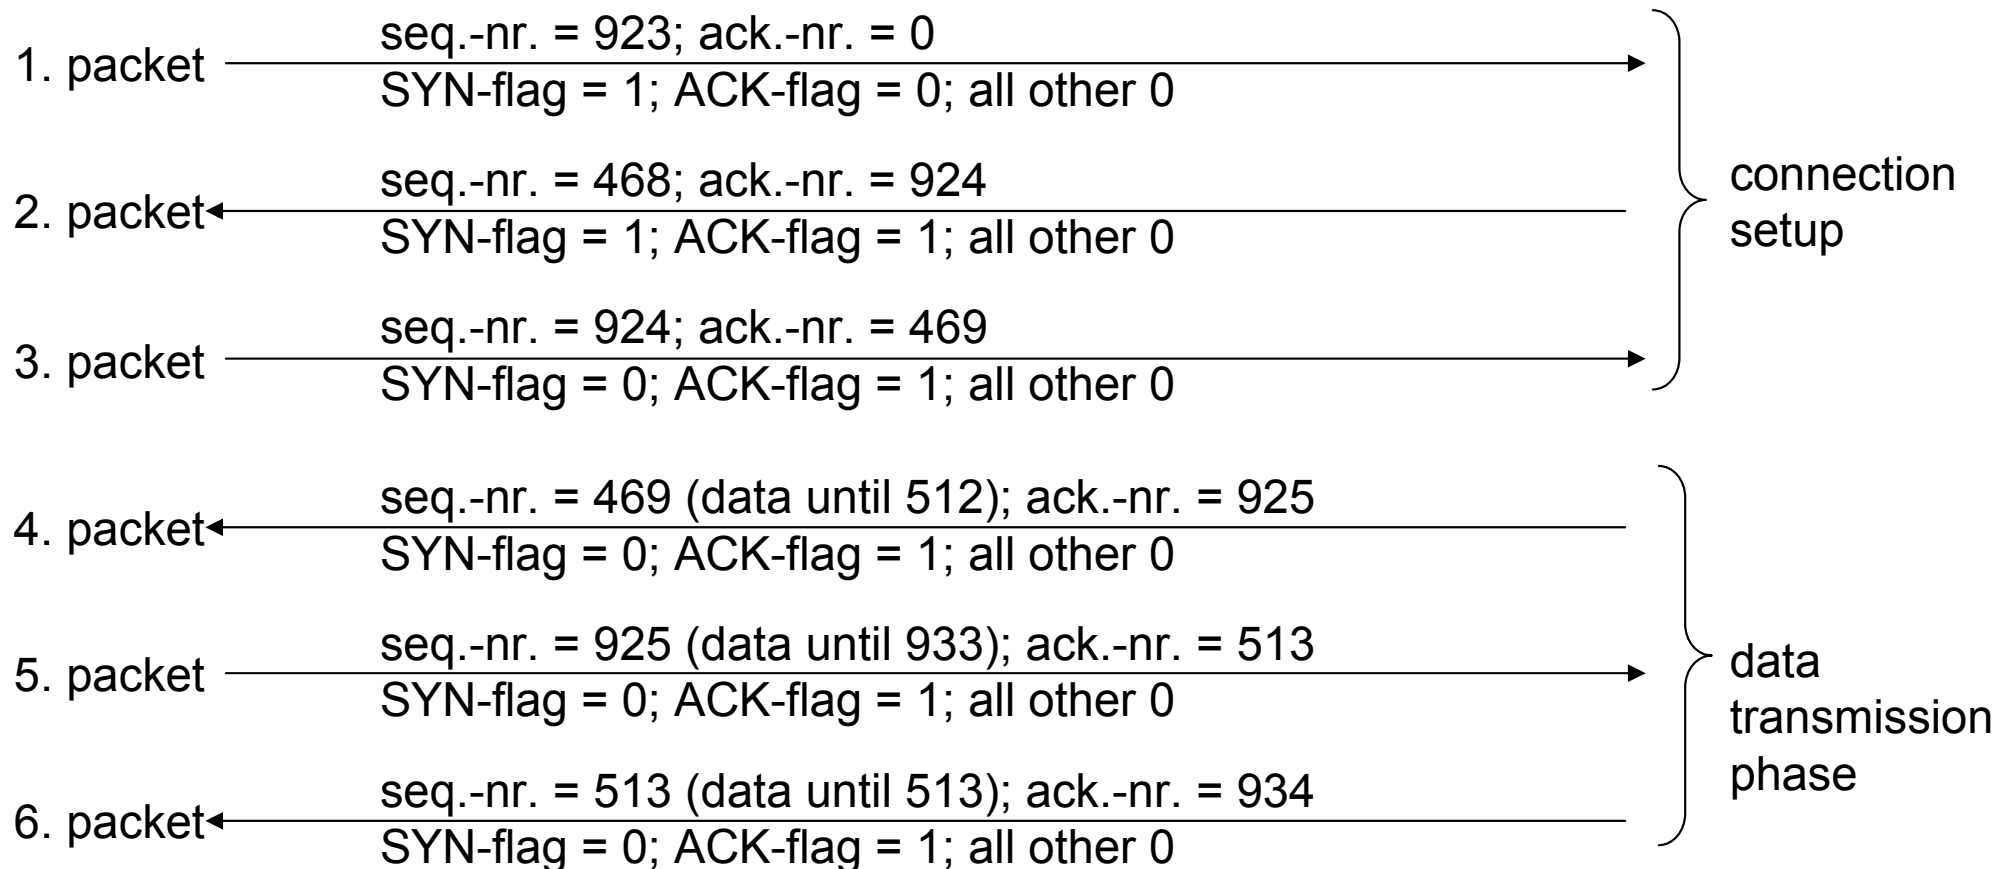 seq.-nr. = 923; ack.-nr. = 0
1. packet
SYN-flag = 1; ACK-flag = 0; all other 0
seq.-nr. = 468; ack.-nr. = 924
2. packet
SYN-flag = 1; ACK-flag = 1; all other 0
connection
setup
seq.-nr. = 924; ack.-nr. = 469
3. packet
SYN-flag = 0; ACK-flag = 1; all other 0
seq.-nr. = 469 (data until 512); ack.-nr. = 925
4. packet
SYN-flag = 0; ACK-flag = 1; all other 0
seq.-nr. = 925 (data until 933); ack.-nr. = 513
5. packet
SYN-flag = 0; ACK-flag = 1; all other 0
data
transmission
phase
seq.-nr. = 513 (data until 513); ack.-nr. = 934
6. packet
SYN-flag = 0; ACK-flag = 1; all other 0